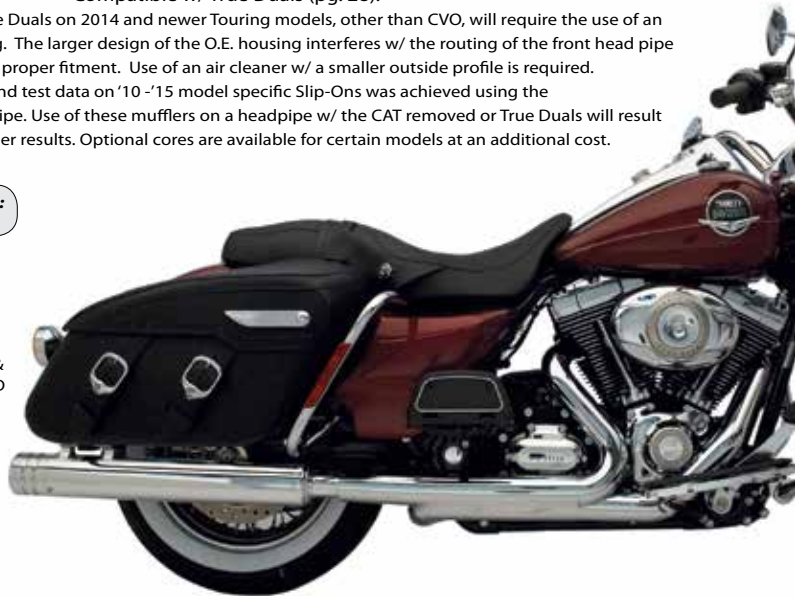 Compatible w/ True Duals (pg. 28).
e Duals on 2014 and newer Touring models, other than CVO, will require the use of an
g. The larger design of the O.E. housing interferes w/ the routing of the front head pipe
proper fitment. Use of an air cleaner w/ a smaller outside profile is required.
nd test data on ‘10 -’15 model specific Slip-Ons was achieved using the
ipe. Use of these mufflers on a headpipe w/ the CAT removed or True Duals will result
er results. Optional cores are available for certain models at an additional cost.
:
&